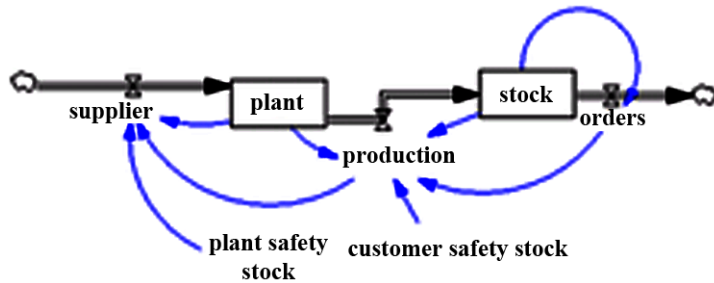 supplier
plant
stock
orders
production
plant safety
stock
customer safety stock